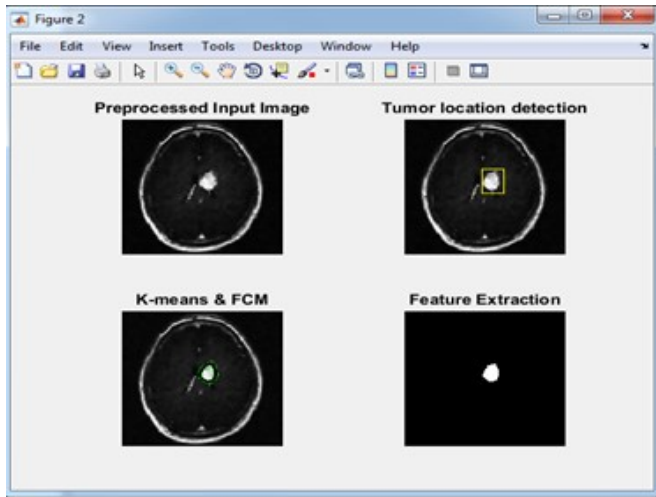 Figure 2
File Edit View Insert Tools Desktop Window Help
Preprocessed Input Image
Tumor location detection
K-means & FCM
Feature Extraction